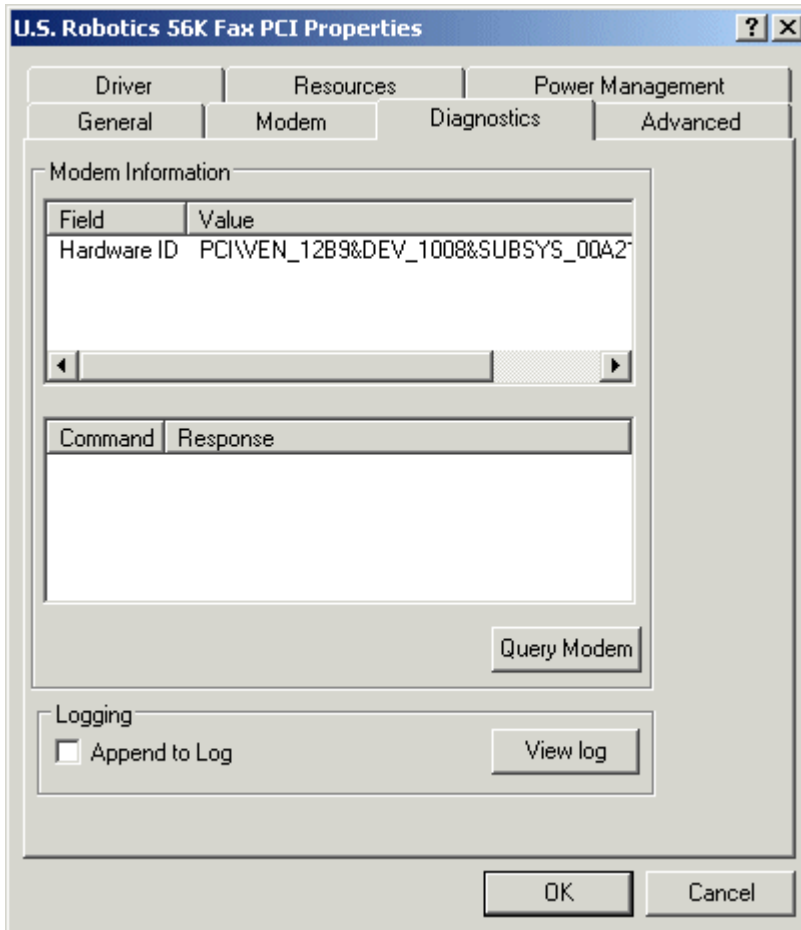 U.S. Robotics 56K Fax PCI Properties
Driver Resources Power Management
General Modem Diagnostics Advanced
Modem Information
Field Value
Hardware ID PCI\VEN_12B9&DEV_1008&SUBSYS_00A2
Command Response
Query Modem
Logging
Append to Log View log
OK Cancel